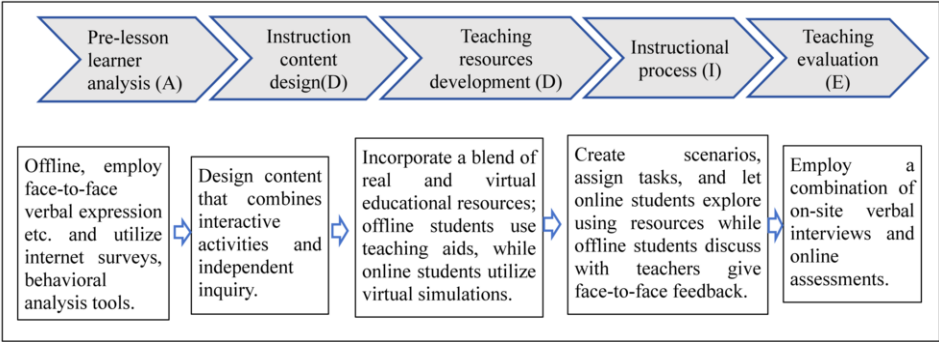 Pre-lesson
learner
analysis (A)
Instruction
content
design(D)
Teaching
resources
development (D)
Instructional
process (I)
Teaching
evaluation
(E)
Offline, employ
face-to-face
verbal expression
etc. and utilize
internet surveys,
behavioral
analysis tools.
Design content
that combines
interactive
activities and
independent
inquiry.
Incorporate a blend of
real and virtual
educational resources;
offline students use
teaching aids, while
online students utilize
virtual simulations.
Create scenarios,
assign tasks, and let
online students explore
using resources while
offline students discuss
with teachers give
face-to-face feedback.
Employ a
combination of
on-site verbal
interviews and
online
assessments.